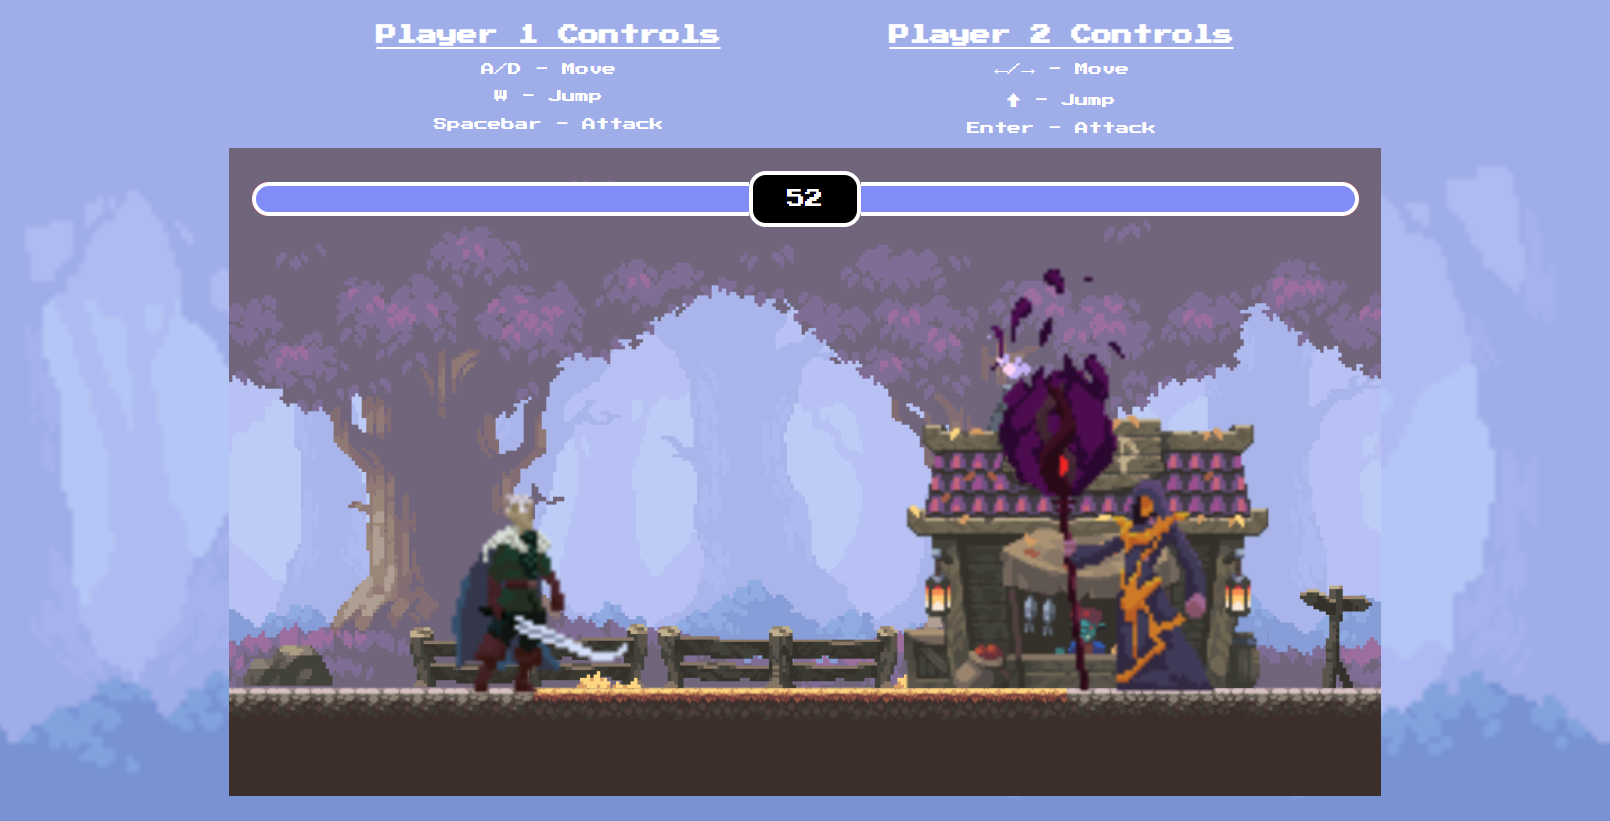 Player 1 Controls
A/D - Move
W - Jump
Spacebar - Attack
Player 2 Controls
←/→ - Move
↑ - Jump
Enter - Attack
52